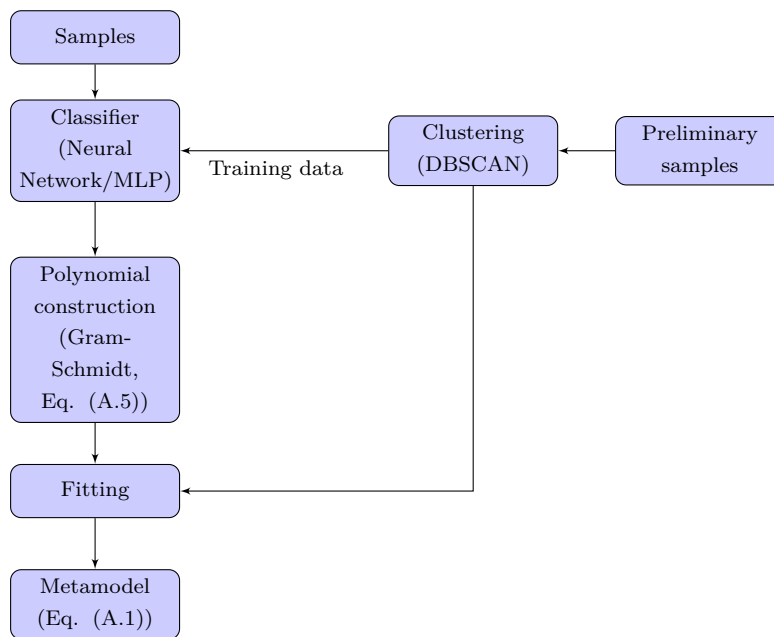 Samples
Classifier
(Neural
Network/MLP)
Training data
Clustering
(DBSCAN)
Preliminary
samples
Polynomial
construction
(Gram-
Schmidt,
Eq. (A.5))
Fitting
Metamodel
(Eq. (A.1))